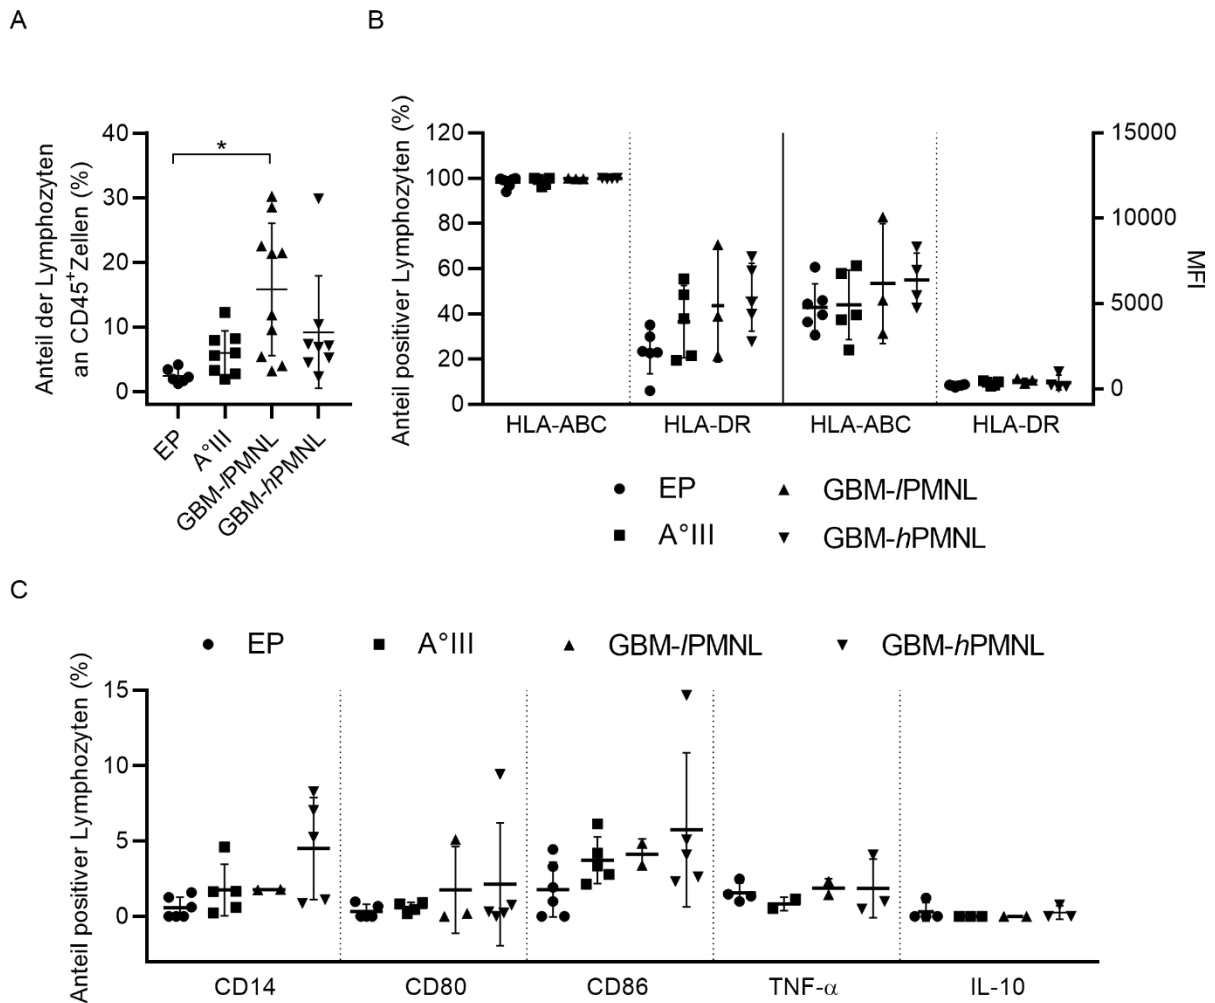 A
B
Anteil der Lymphozyten
an CD45⁺Zellen (%)
40
30
20
10
0
*
EP
A°III
GBM-lPMNL
GBM-hPMNL
Anteil positiver Lymphozyten (%)
120
100
80
60
40
20
0
15000
10000
5000
0
MFI
HLA-ABC
HLA-DR
HLA-ABC
HLA-DR
EP
GBM-lPMNL
A°III
GBM-hPMNL
C
EP
A°III
GBM-lPMNL
GBM-hPMNL
Anteil positiver Lymphozyten (%)
15
10
5
0
CD14
CD80
CD86
TNF-α
IL-10